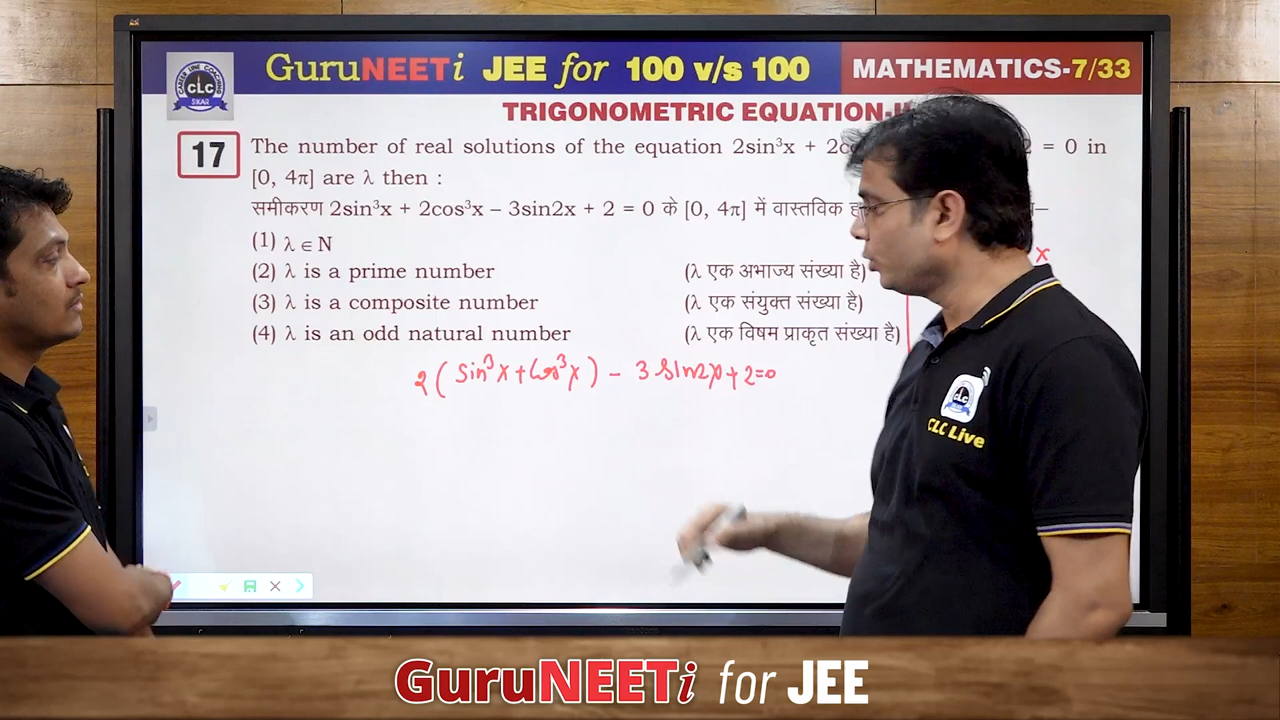 GuruNEETi JEE for 100 v/s 100
MATHEMATICS-7/33
CLC
SIKAR
TRIGONOMETRIC EQUATION-
17
The number of real solutions of the equation 2sin³x + 2 = 0 in
[0, 4π] are λ then :
समीकरण 2sin³x + 2cos³x – 3sin2x + 2 = 0 के [0, 4π] में वास्तविक
(1) λ ∈ N
(2) λ is a prime number (λ एक अभाज्य संख्या है)
(3) λ is a composite number (λ एक संयुक्त संख्या है)
(4) λ is an odd natural number (λ एक विषम प्राकृत संख्या है)
x
2 ( sin³x + cos³x ) – 3 sin2x + 2 = 0
CLC
CLC Live
GuruNEETi for JEE